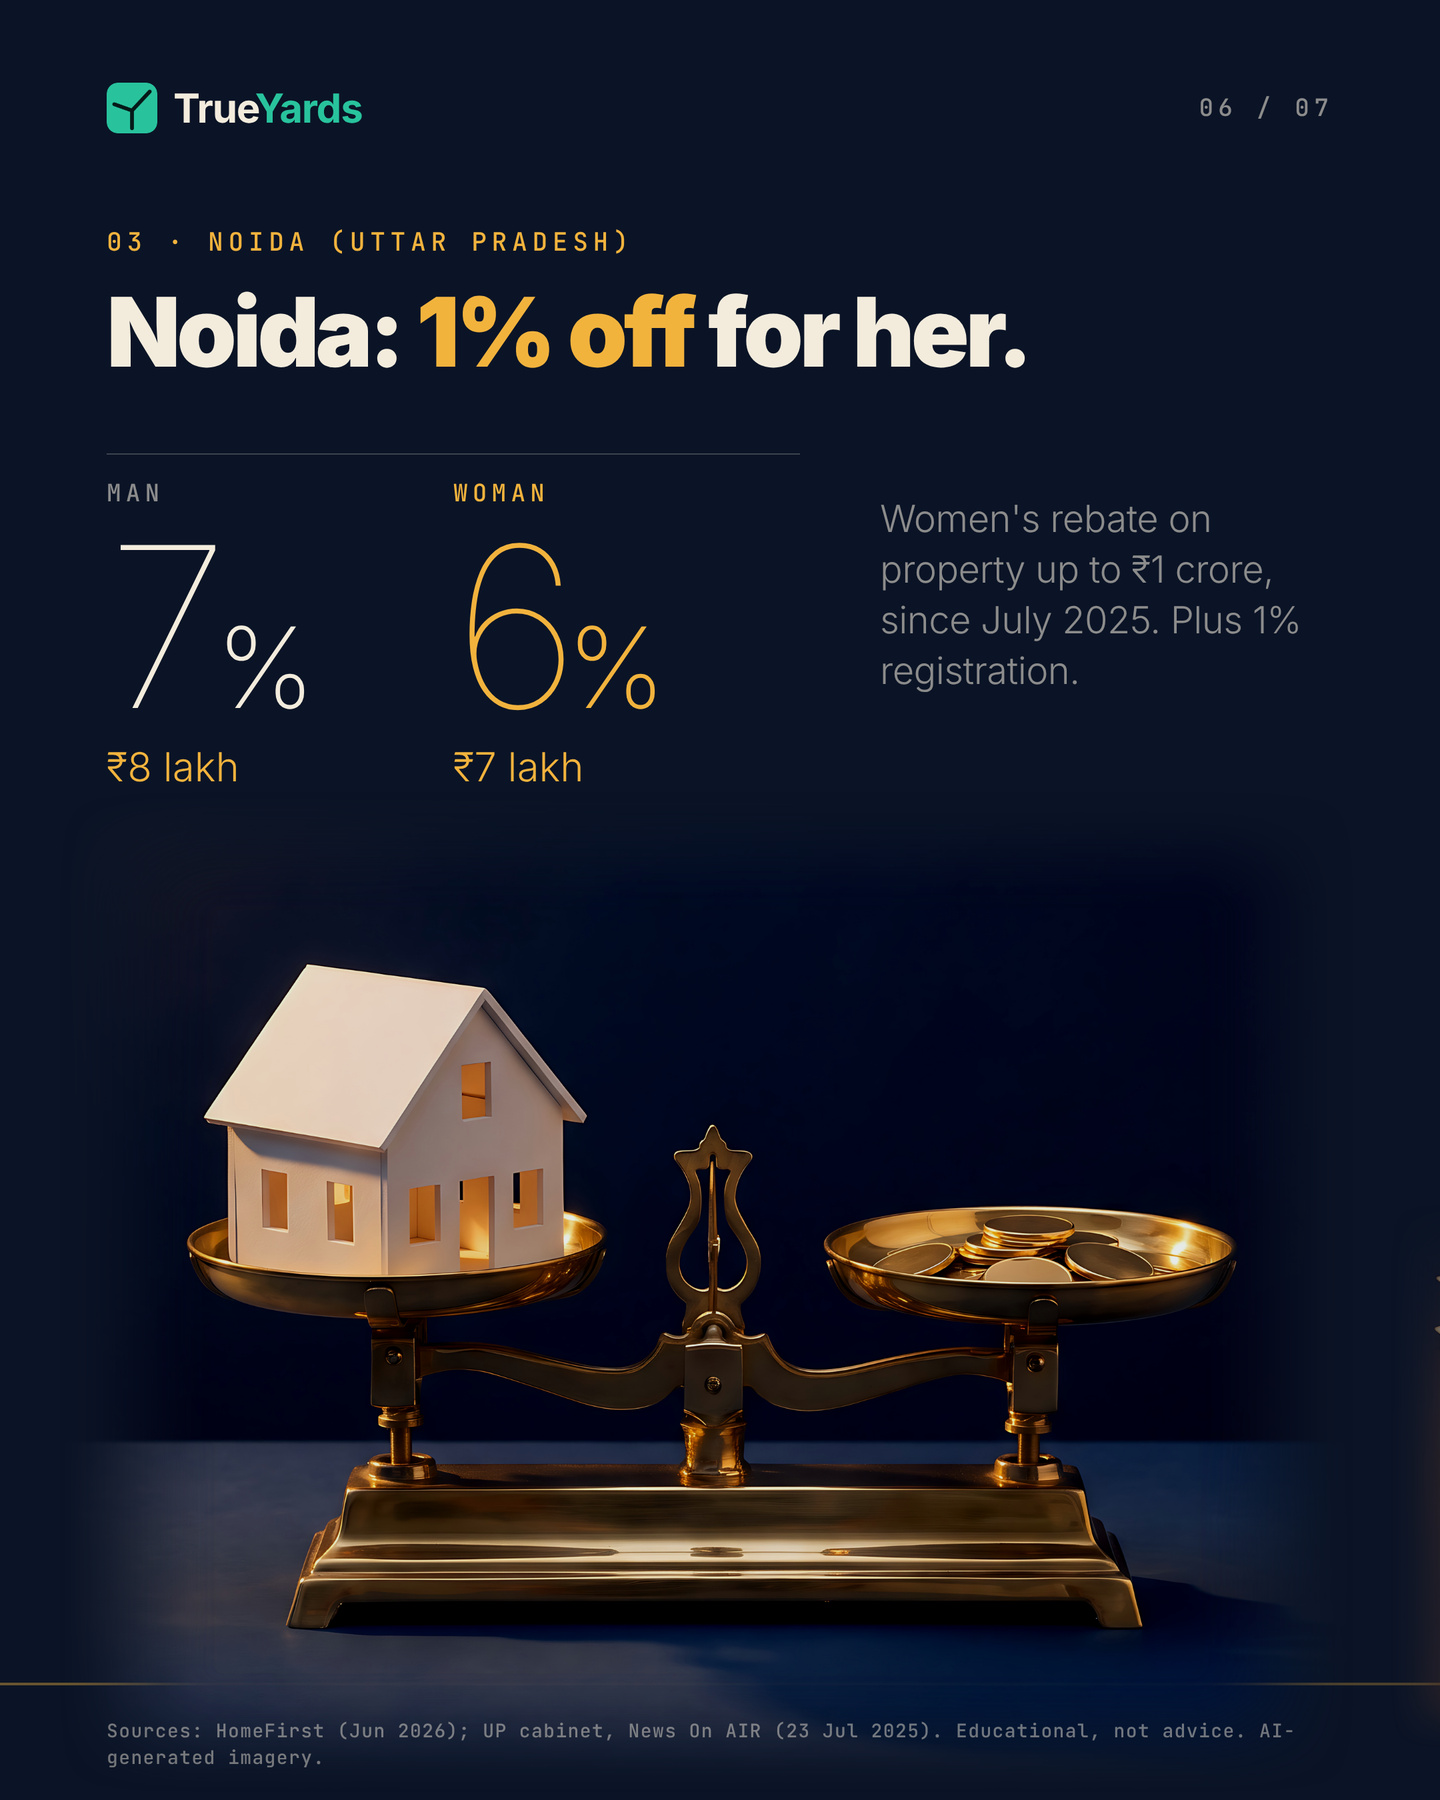 TrueYards
06 / 07
03 · NOIDA (UTTAR PRADESH)
Noida: 1% off for her.
MAN
7%
₹8 lakh
WOMAN
6%
₹7 lakh
Women's rebate on
property up to ₹1 crore,
since July 2025. Plus 1%
registration.
Sources: HomeFirst (Jun 2026); UP cabinet, News On AIR (23 Jul 2025). Educational, not advice. AI-
generated imagery.